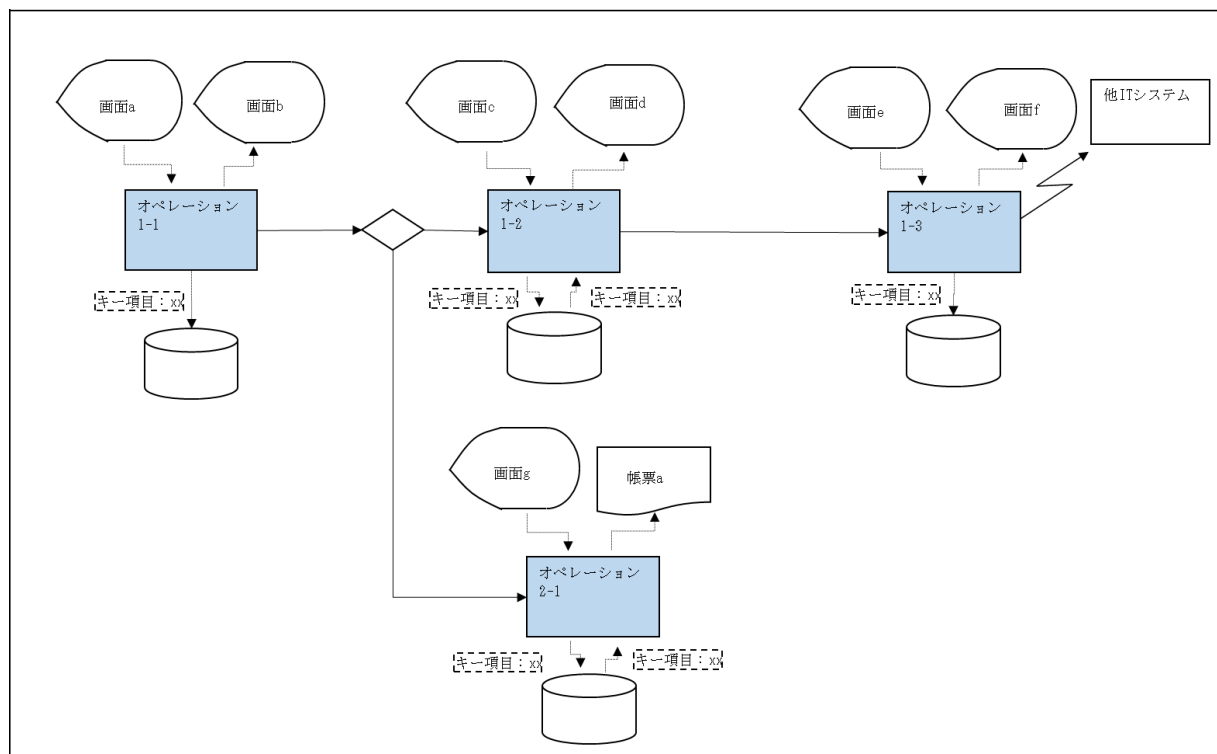 画面a
画面b
画面c
画面d
画面e
画面f
他ITシステム
オペレーション
1-1
オペレーション
1-2
オペレーション
1-3
キー項目：xx
キー項目：xx
キー項目：xx
キー項目：xx
画面g
帳票a
オペレーション
2-1
キー項目：xx
キー項目：xx